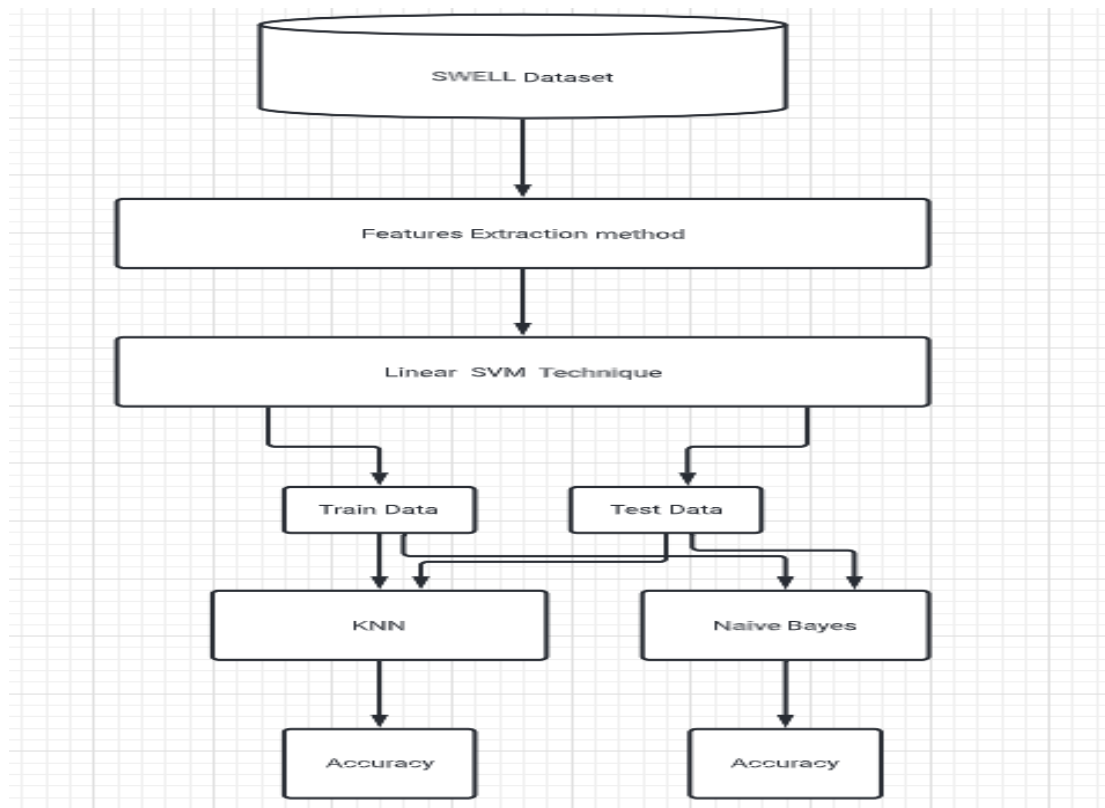 SWELL Dataset
Features Extraction method
Linear SVM Technique
Train Data
Test Data
KNN
Naive Bayes
Accuracy
Accuracy